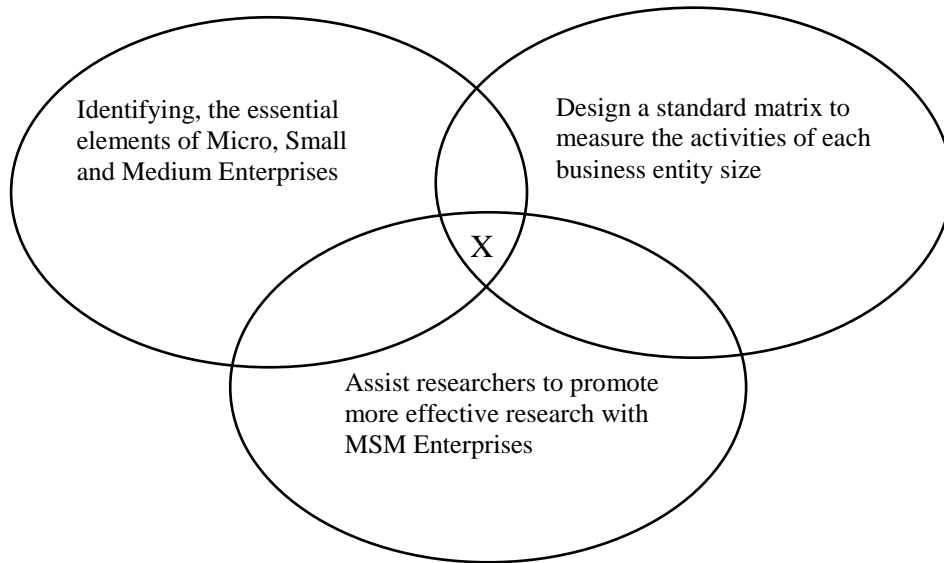 Identifying, the essential
elements of Micro, Small
and Medium Enterprises
Design a standard matrix to
measure the activities of each
business entity size
X
Assist researchers to promote
more effective research with
MSM Enterprises